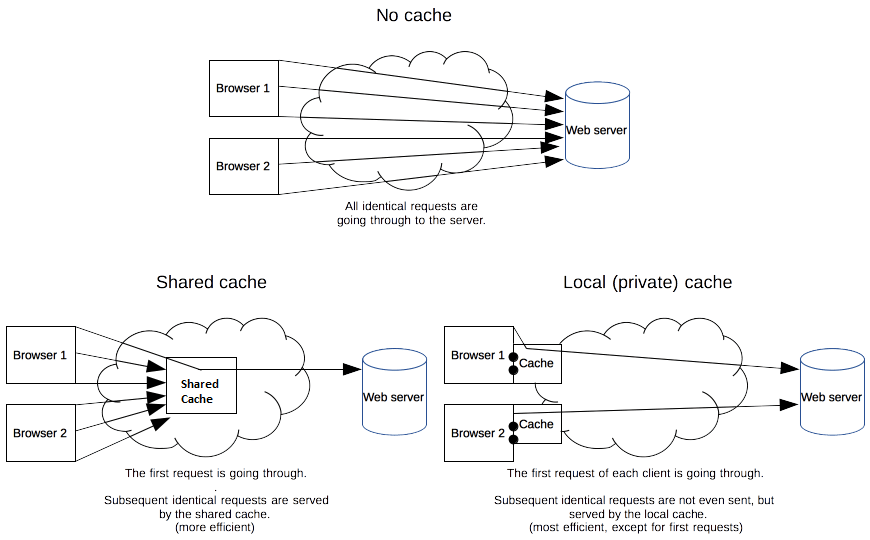 No cache
Browser 1
Browser 2
Web server
All identical requests are
going through to the server.
Shared cache
Browser 1
Browser 2
Shared
Cache
Web server
The first request is going through.
Subsequent identical requests are served
by the shared cache.
(more efficient)
Local (private) cache
Browser 1
Cache
Browser 2
Cache
Web server
The first request of each client is going through.
Subsequent identical requests are not even sent, but
served by the local cache.
(most efficient, except for first requests)